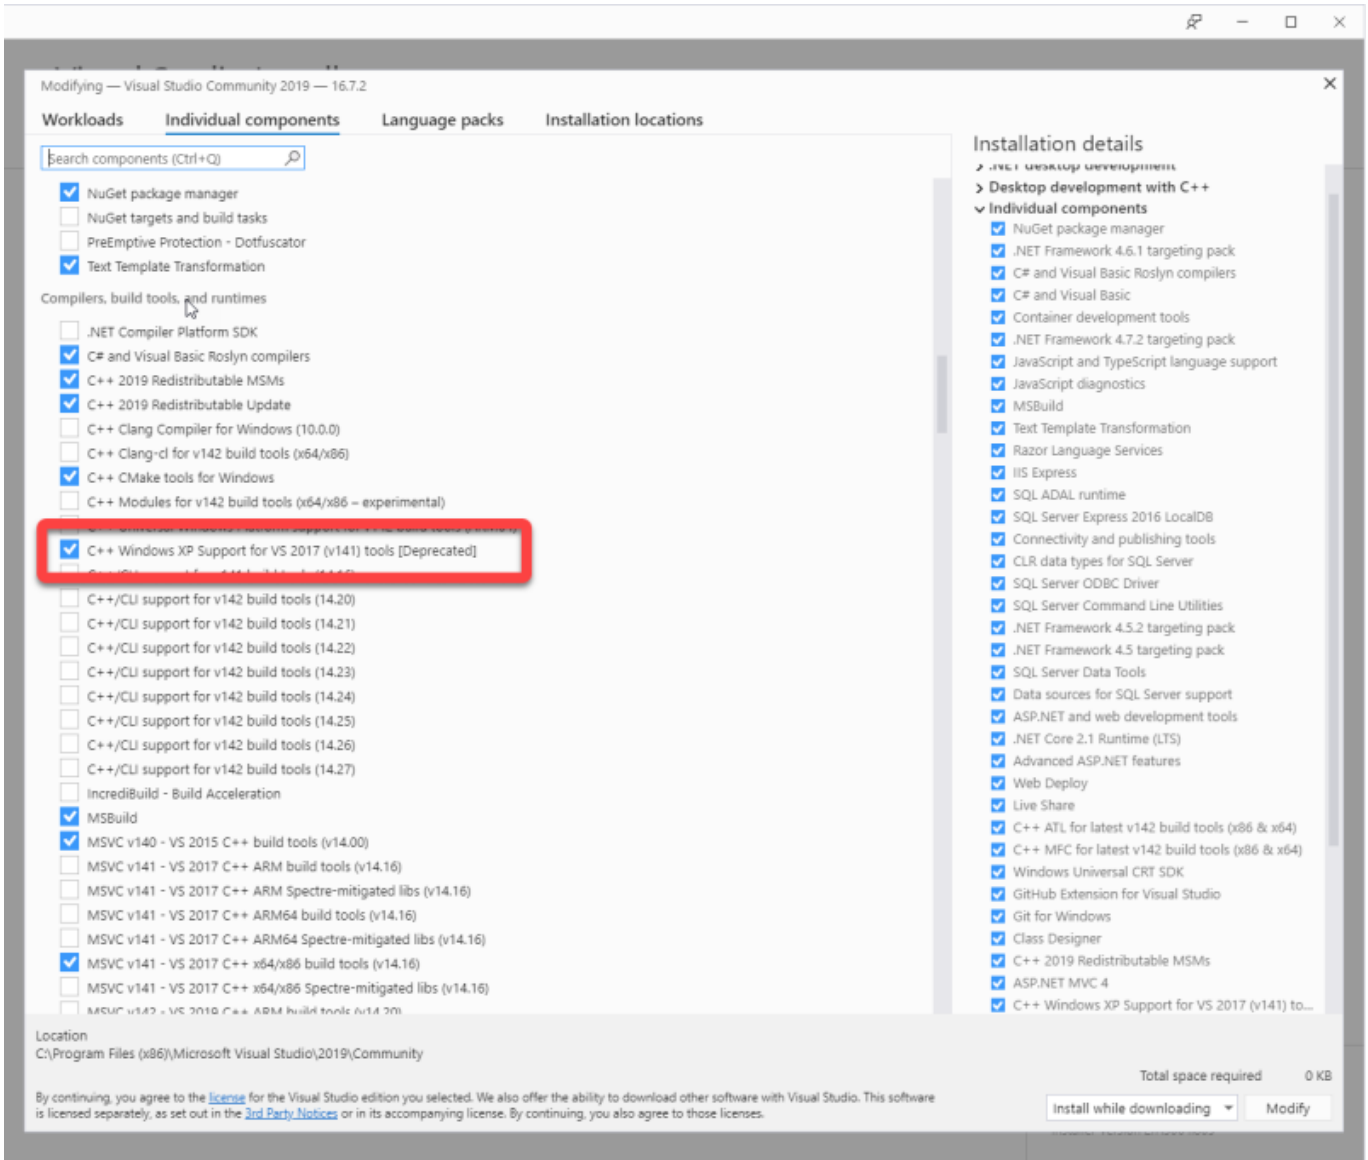 Modifying — Visual Studio Community 2019 — 16.7.2
Workloads Individual components Language packs Installation locations
Search components (Ctrl+Q)
NuGet package manager
NuGet targets and build tasks
PreEmptive Protection - Dotfuscator
Text Template Transformation
Compilers, build tools, and runtimes
.NET Compiler Platform SDK
C# and Visual Basic Roslyn compilers
C++ 2019 Redistributable MSMs
C++ 2019 Redistributable Update
C++ Clang Compiler for Windows (10.0.0)
C++ Clang-cl for v142 build tools (x64/x86)
C++ CMake tools for Windows
C++ Modules for v142 build tools (x64/x86 – experimental)
C++ Universal Windows Platform support for v142 build tools (ARM64)
C++ Windows XP Support for VS 2017 (v141) tools [Deprecated]
C++/CLI support for v142 build tools (14.20)
C++/CLI support for v142 build tools (14.21)
C++/CLI support for v142 build tools (14.22)
C++/CLI support for v142 build tools (14.23)
C++/CLI support for v142 build tools (14.24)
C++/CLI support for v142 build tools (14.25)
C++/CLI support for v142 build tools (14.26)
C++/CLI support for v142 build tools (14.27)
IncrediBuild - Build Acceleration
MSBuild
MSVC v140 - VS 2015 C++ build tools (v14.00)
MSVC v141 - VS 2017 C++ ARM build tools (v14.16)
MSVC v141 - VS 2017 C++ ARM Spectre-mitigated libs (v14.16)
MSVC v141 - VS 2017 C++ ARM64 build tools (v14.16)
MSVC v141 - VS 2017 C++ ARM64 Spectre-mitigated libs (v14.16)
MSVC v141 - VS 2017 C++ x64/x86 build tools (v14.16)
MSVC v141 - VS 2017 C++ x64/x86 Spectre-mitigated libs (v14.16)
MSVC v142 - VS 2019 C++ ARM build tools (v14.20)
Installation details
.NET desktop development
Desktop development with C++
Individual components
NuGet package manager
.NET Framework 4.6.1 targeting pack
C# and Visual Basic Roslyn compilers
C# and Visual Basic
Container development tools
.NET Framework 4.7.2 targeting pack
JavaScript and TypeScript language support
JavaScript diagnostics
MSBuild
Text Template Transformation
Razor Language Services
IIS Express
SQL ADAL runtime
SQL Server Express 2016 LocalDB
Connectivity and publishing tools
CLR data types for SQL Server
SQL Server ODBC Driver
SQL Server Command Line Utilities
.NET Framework 4.5.2 targeting pack
.NET Framework 4.5 targeting pack
SQL Server Data Tools
Data sources for SQL Server support
ASP.NET and web development tools
.NET Core 2.1 Runtime (LTS)
Advanced ASP.NET features
Web Deploy
Live Share
C++ ATL for latest v142 build tools (x86 & x64)
C++ MFC for latest v142 build tools (x86 & x64)
Windows Universal CRT SDK
GitHub Extension for Visual Studio
Git for Windows
Class Designer
C++ 2019 Redistributable MSMs
ASP.NET MVC 4
C++ Windows XP Support for VS 2017 (v141) to...
Location
C:\Program Files (x86)\Microsoft Visual Studio\2019\Community
Total space required 0 KB
By continuing, you agree to the license for the Visual Studio edition you selected. We also offer the ability to download other software with Visual Studio. This software
is licensed separately, as set out in the 3rd Party Notices or in its accompanying license. By continuing, you also agree to those licenses.
Install while downloading Modify